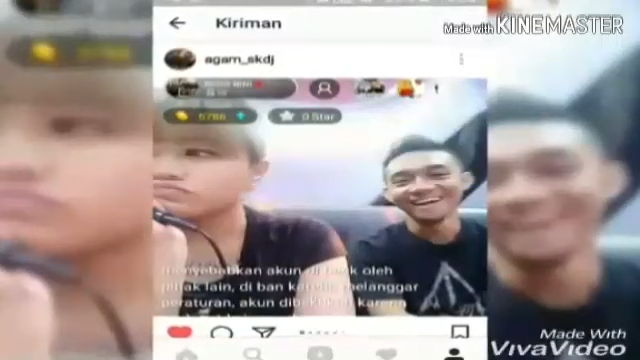 Kiriman
Made with KINEMASTER
agam_skdj
5786
0 Star
menyebabkan akun di hack oleh
pihak lain, di ban karena melanggar
peraturan, akun dibekukan karena
Made With
VivaVideo